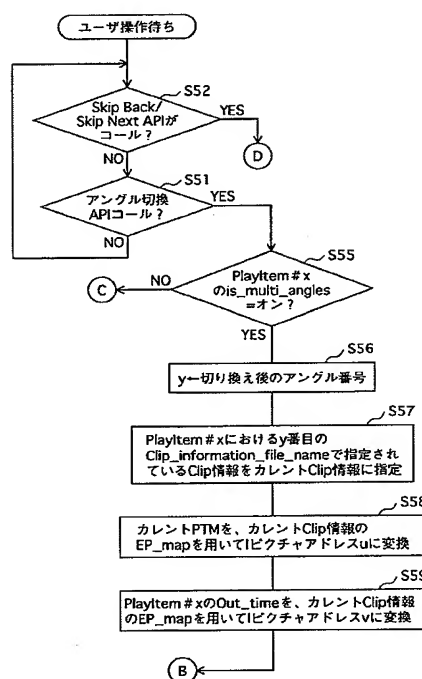 ユーザ操作待ち
S52
Skip Back/
Skip Next APIが
コール?
YES
D
NO
S51
アングル切換
APIコール?
YES
NO
S55
PlayItem#x
のis_multi_angles
=オン?
NO
C
YES
S56
y←切り換え後のアングル番号
S57
PlayItem#xにおけるy番目の
Clip_information_file_nameで指定され
ているClip情報をカレントClip情報に指定
S58
カレントPTMを、カレントClip情報の
EP_mapを用いてIピクチャアドレスuに変換
S59
PlayItem#xのOut_timeを、カレントClip情報
のEP_mapを用いてIピクチャアドレスvに変換
B